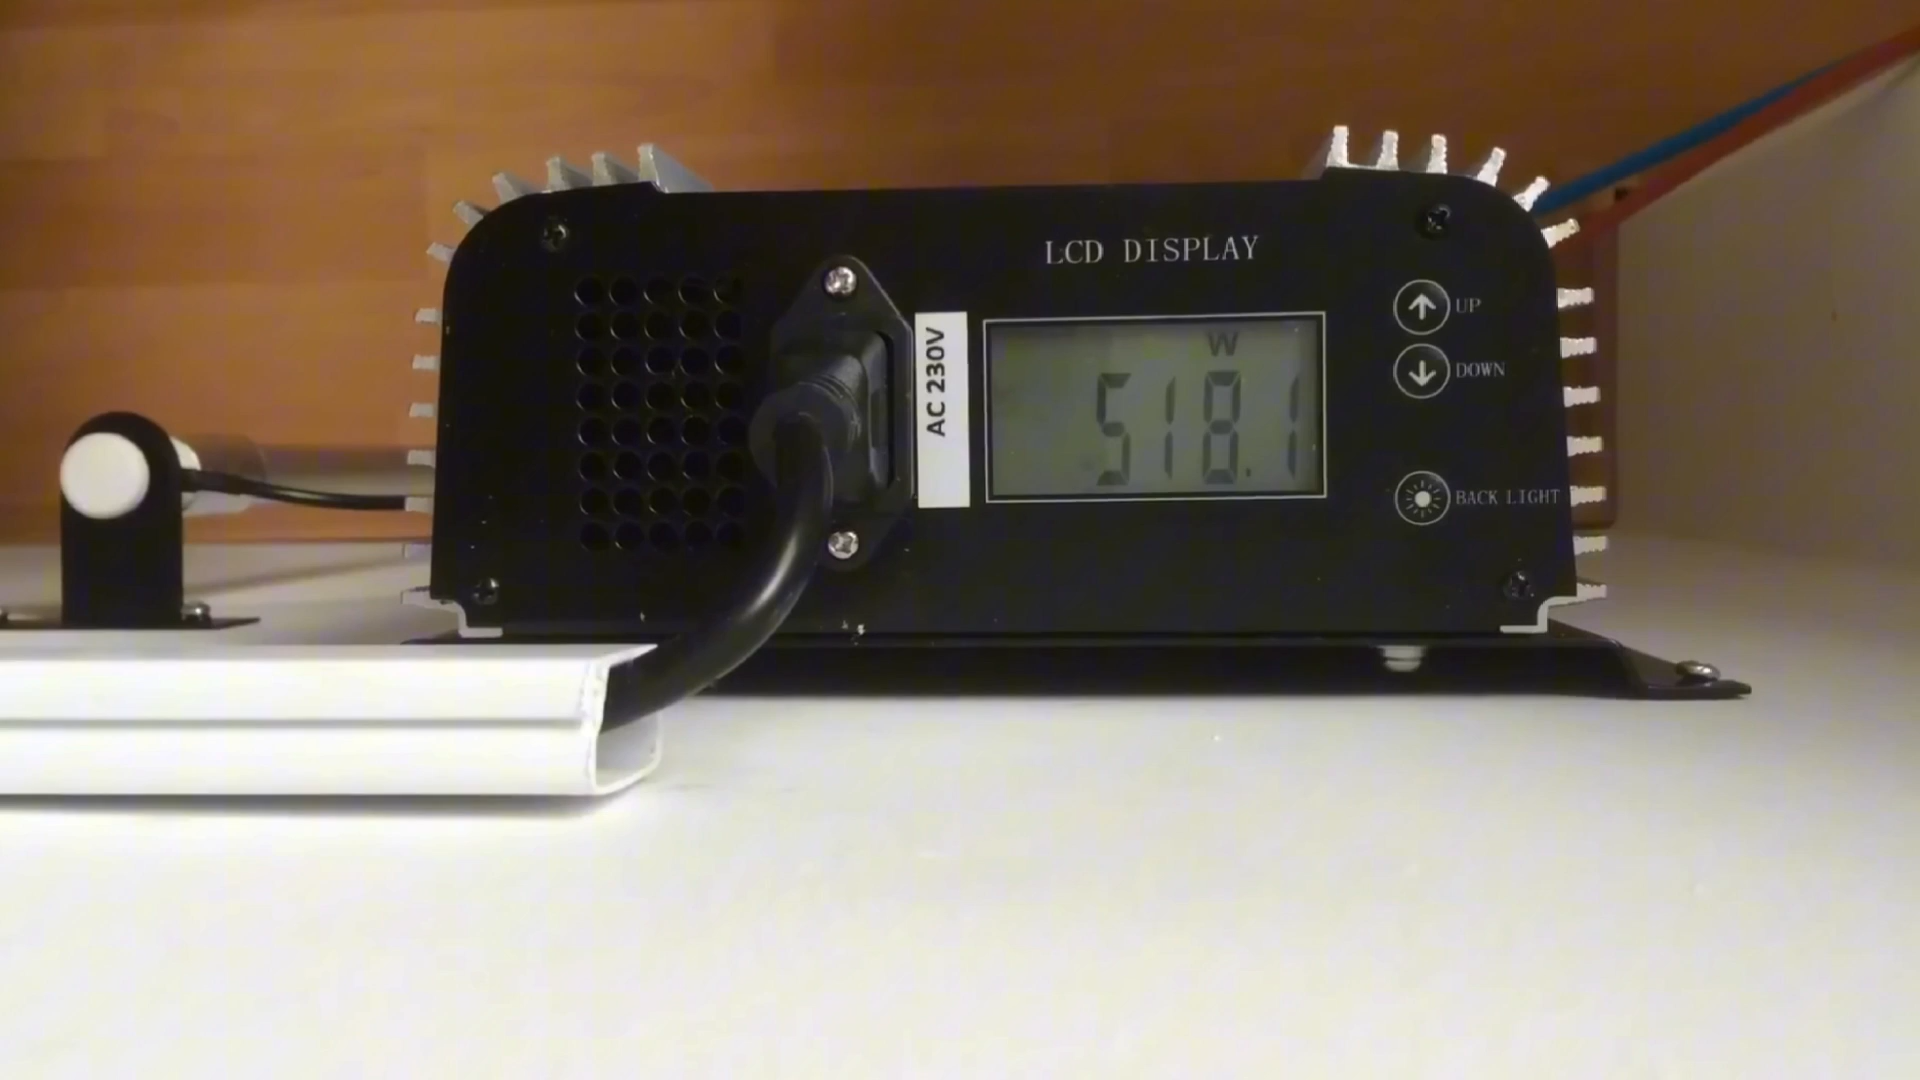 LCD DISPLAY
AC 230V
W
518.1
UP
DOWN
BACK LIGHT